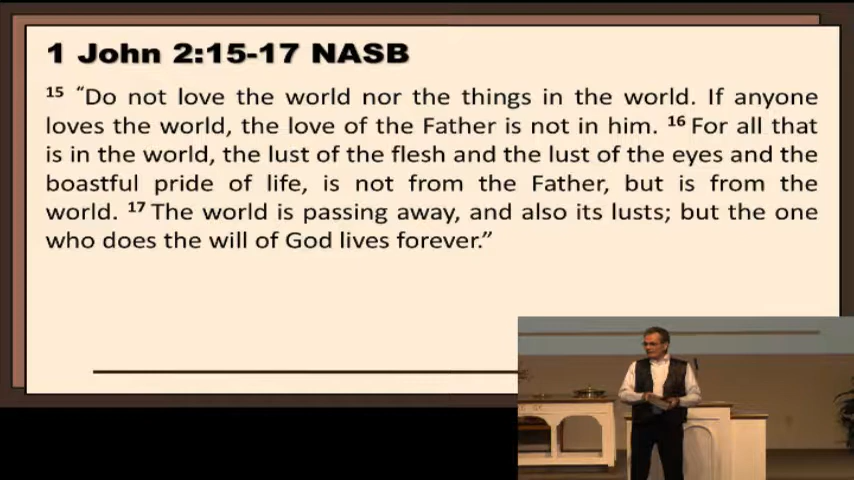 1 John 2:15-17 NASB
15 “Do not love the world nor the things in the world. If anyone
loves the world, the love of the Father is not in him. 16 For all that
is in the world, the lust of the flesh and the lust of the eyes and the
boastful pride of life, is not from the Father, but is from the
world. 17 The world is passing away, and also its lusts; but the one
who does the will of God lives forever.”